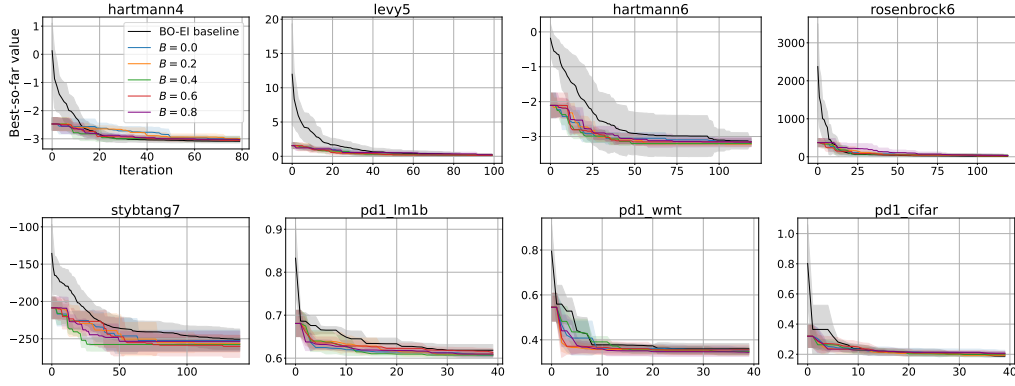 hartmann4
levy5
hartmann6
rosenbrock6
Best-so-far value
1
0
−1
−2
−3
BO-EI baseline
B = 0.0
B = 0.2
B = 0.4
B = 0.6
B = 0.8
0 20 40 60 80
Iteration
20
15
10
5
0
0 20 40 60 80 100
0
−1
−2
−3
0 25 50 75 100
3000
2000
1000
0
0 25 50 75 100
stybtang7
pd1_lm1b
pd1_wmt
pd1_cifar
−100
−150
−200
−250
0 50 100
0.9
0.8
0.7
0.6
0 10 20 30 40
0.8
0.6
0.4
0 10 20 30 40
1.0
0.8
0.6
0.4
0.2
0 10 20 30 40